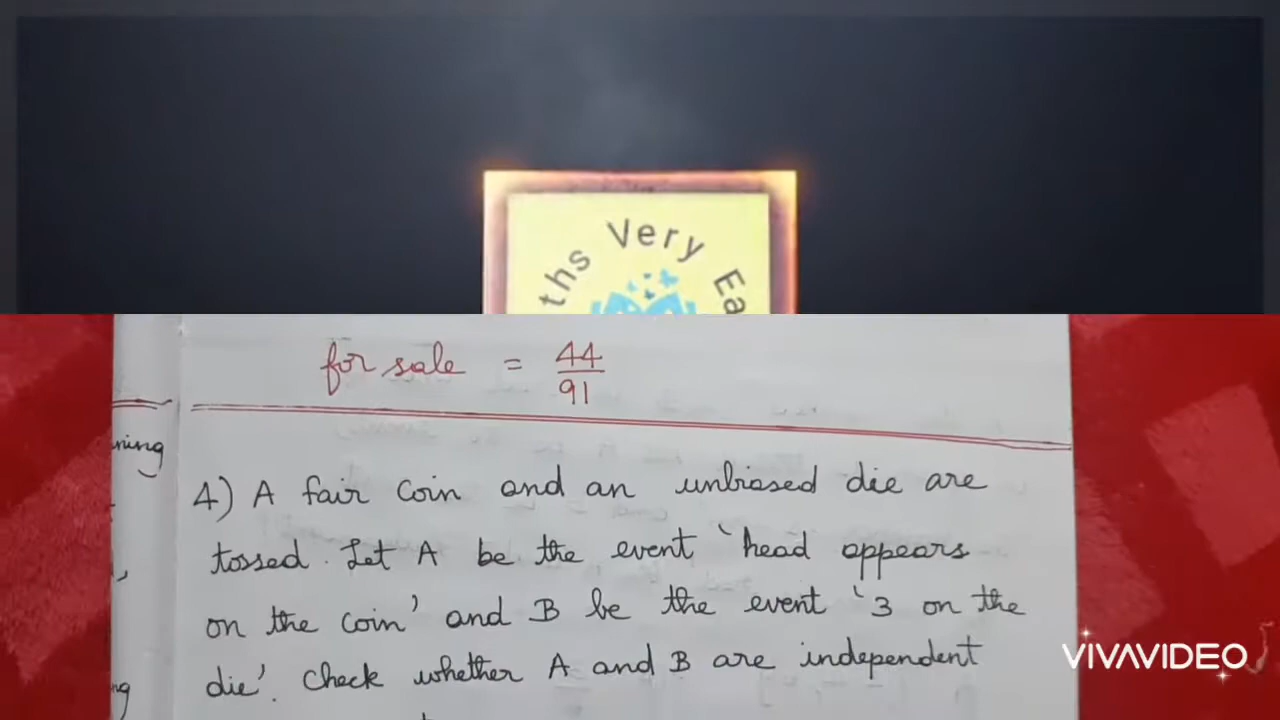 ths Very Ea
for sale = 44/91
ning
4) A fair coin and an unbiased die are
tossed. Let A be the event 'head appears
on the coin' and B be the event '3 on the
die'. Check whether A and B are independent
ng
VIVAVIDEO